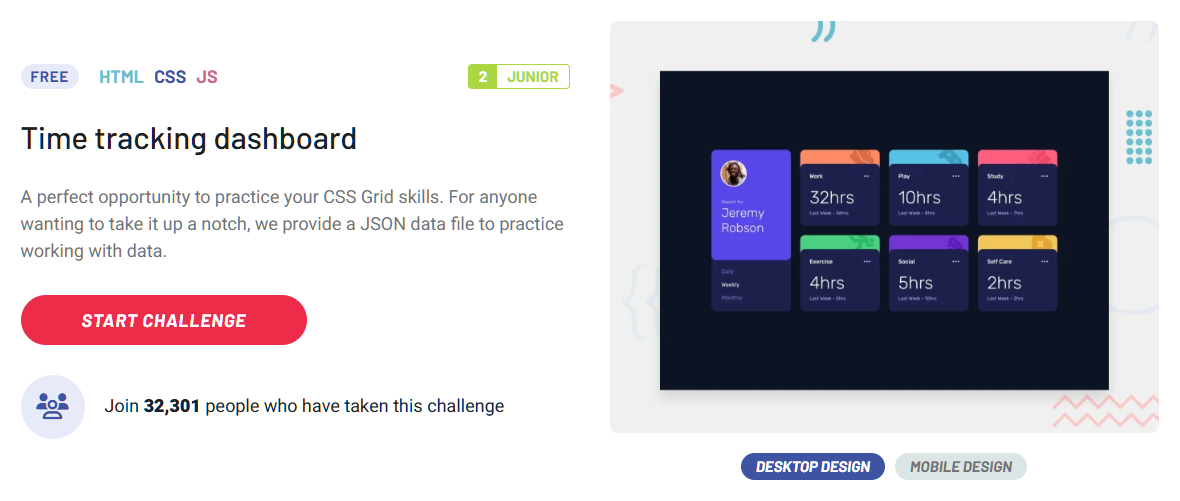 FREE HTML CSS JS
2 JUNIOR
Time tracking dashboard
A perfect opportunity to practice your CSS Grid skills. For anyone
wanting to take it up a notch, we provide a JSON data file to practice
working with data.
START CHALLENGE
Join 32,301 people who have taken this challenge
Report for
Jeremy
Robson
Daily
Weekly
Monthly
Work
32hrs
Last Week - 36hrs
Play
10hrs
Last Week - 8hrs
Study
4hrs
Last Week - 7hrs
Exercise
4hrs
Last Week - 5hrs
Social
5hrs
Last Week - 10hrs
Self Care
2hrs
Last Week - 2hrs
DESKTOP DESIGN
MOBILE DESIGN